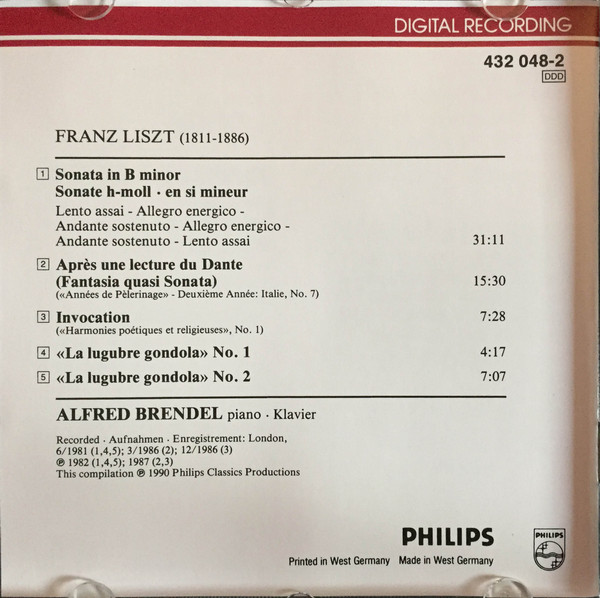 DIGITAL RECORDING
432 048-2
DDD
FRANZ LISZT (1811-1886)
1 Sonata in B minor
Sonate h-moll · en si mineur
Lento assai - Allegro energico -
Andante sostenuto - Allegro energico -
Andante sostenuto - Lento assai 31:11
2 Après une lecture du Dante
(Fantasia quasi Sonata) 15:30
(«Années de Pèlerinage» - Deuxième Année: Italie, No. 7)
3 Invocation 7:28
(«Harmonies poétiques et religieuses», No. 1)
4 «La lugubre gondola» No. 1 4:17
5 «La lugubre gondola» No. 2 7:07
ALFRED BRENDEL piano · Klavier
Recorded · Aufnahmen · Enregistrement: London,
6/1981 (1,4,5); 3/1986 (2); 12/1986 (3)
℗ 1982 (1,4,5); 1987 (2,3)
This compilation ℗ 1990 Philips Classics Productions
PHILIPS
PHILIPS
Printed in West Germany Made in West Germany